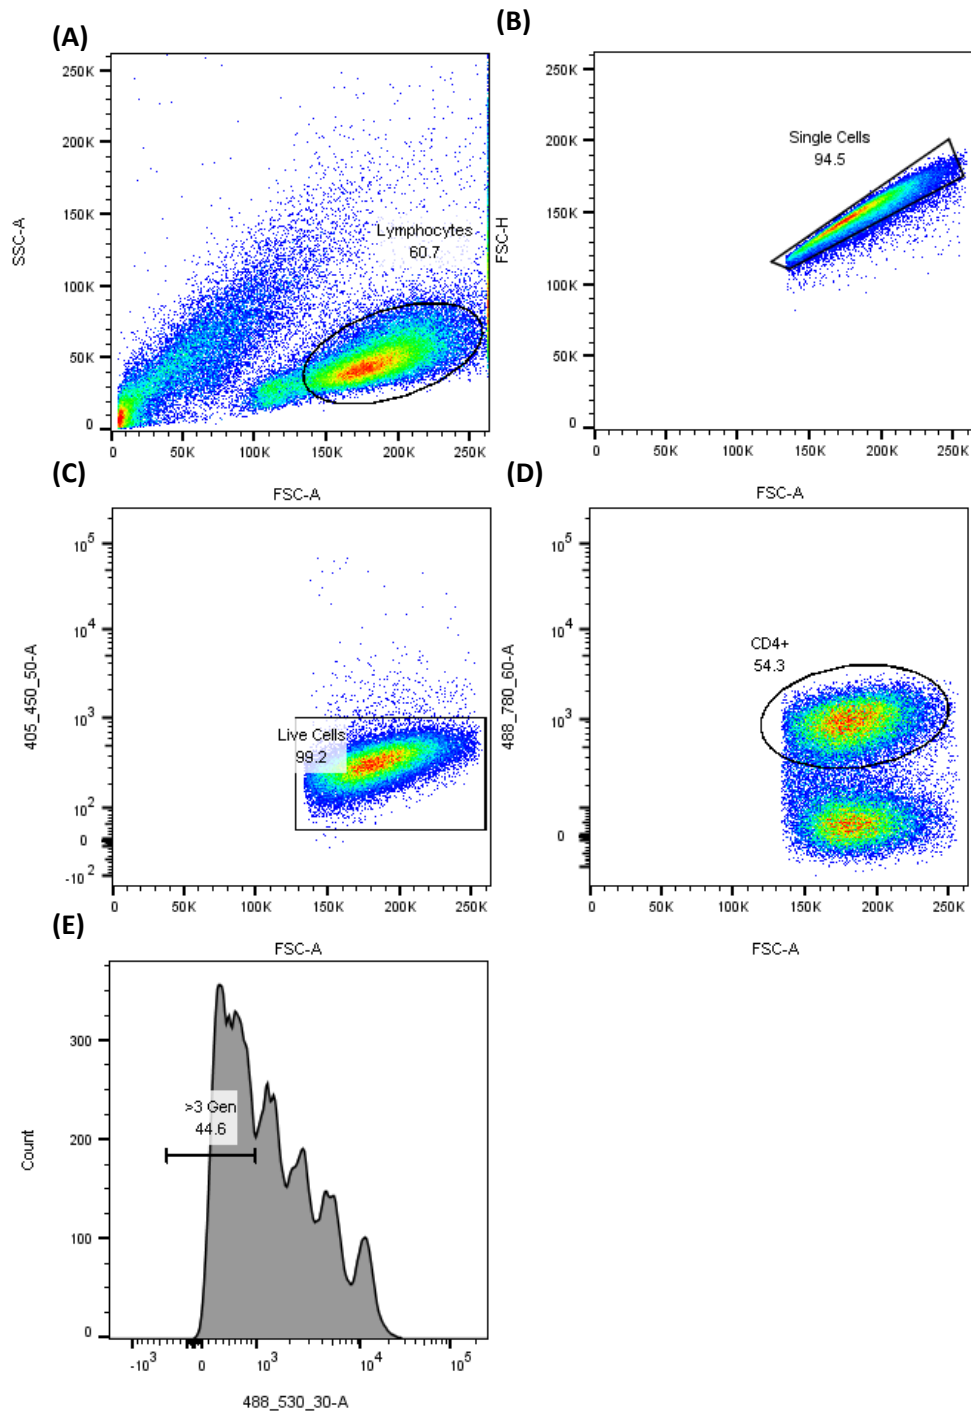 (A)
(B)
250K
200K
150K
100K
50K
0
SSC-A
Lymphocytes
60.7
0
50K
100K
150K
200K
250K
FSC-A
250K
200K
150K
100K
50K
0
FSC-H
Single Cells
94.5
0
50K
100K
150K
200K
250K
FSC-A
(C)
(D)
10^5
10^4
10^3
10^2
0
-10^2
405_450_50-A
Live Cells
99.2
0
50K
100K
150K
200K
250K
FSC-A
10^5
10^4
10^3
10^2
0
488_780_60-A
CD4+
54.3
0
50K
100K
150K
200K
250K
FSC-A
(E)
300
200
100
0
Count
>3 Gen
44.6
-10^3
0
10^3
10^4
10^5
488_530_30-A